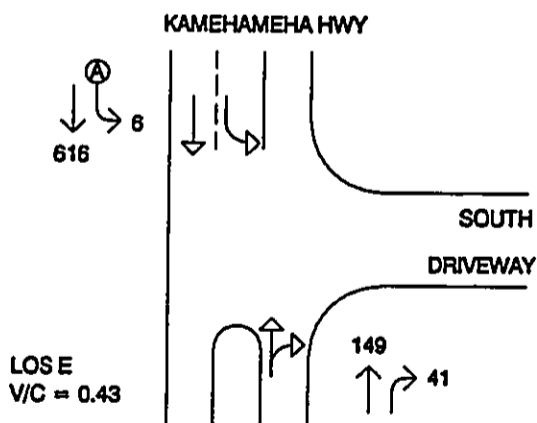 KAMEHAMEHA HWY
A
6
616
SOUTH
DRIVEWAY
149
41
LOS E
V/C = 0.43